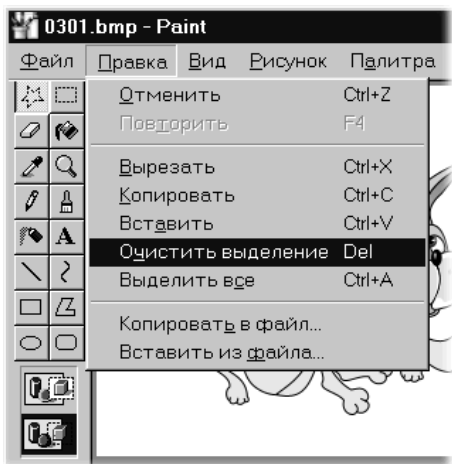 0301.bmp - Paint
Файл Правка Вид Рисунок Палитра
Отменить Ctrl+Z
Повторить F4
Вырезать Ctrl+X
Копировать Ctrl+C
Вставить Ctrl+V
Очистить выделение Del
Выделить все Ctrl+A
Копировать в файл...
Вставить из файла...
A